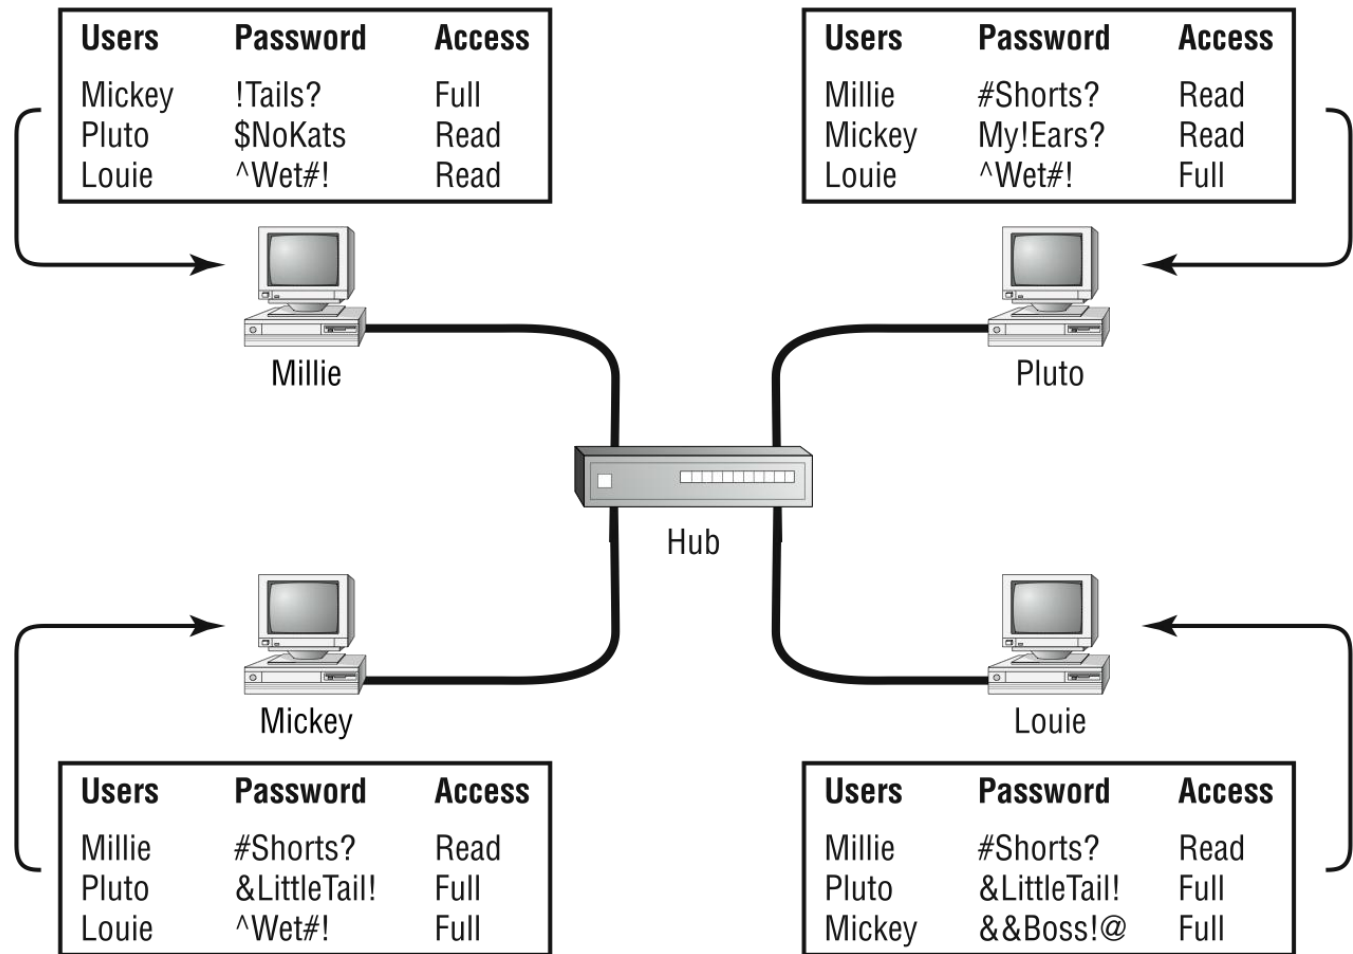 Users Password Access
Mickey !Tails? Full
Pluto $NoKats Read
Louie ^Wet#! Read
Users Password Access
Millie #Shorts? Read
Mickey My!Ears? Read
Louie ^Wet#! Full
Millie
Pluto
Hub
Mickey
Louie
Users Password Access
Millie #Shorts? Read
Pluto &LittleTail! Full
Louie ^Wet#! Full
Users Password Access
Millie #Shorts? Read
Pluto &LittleTail! Full
Mickey &&Boss!@ Full